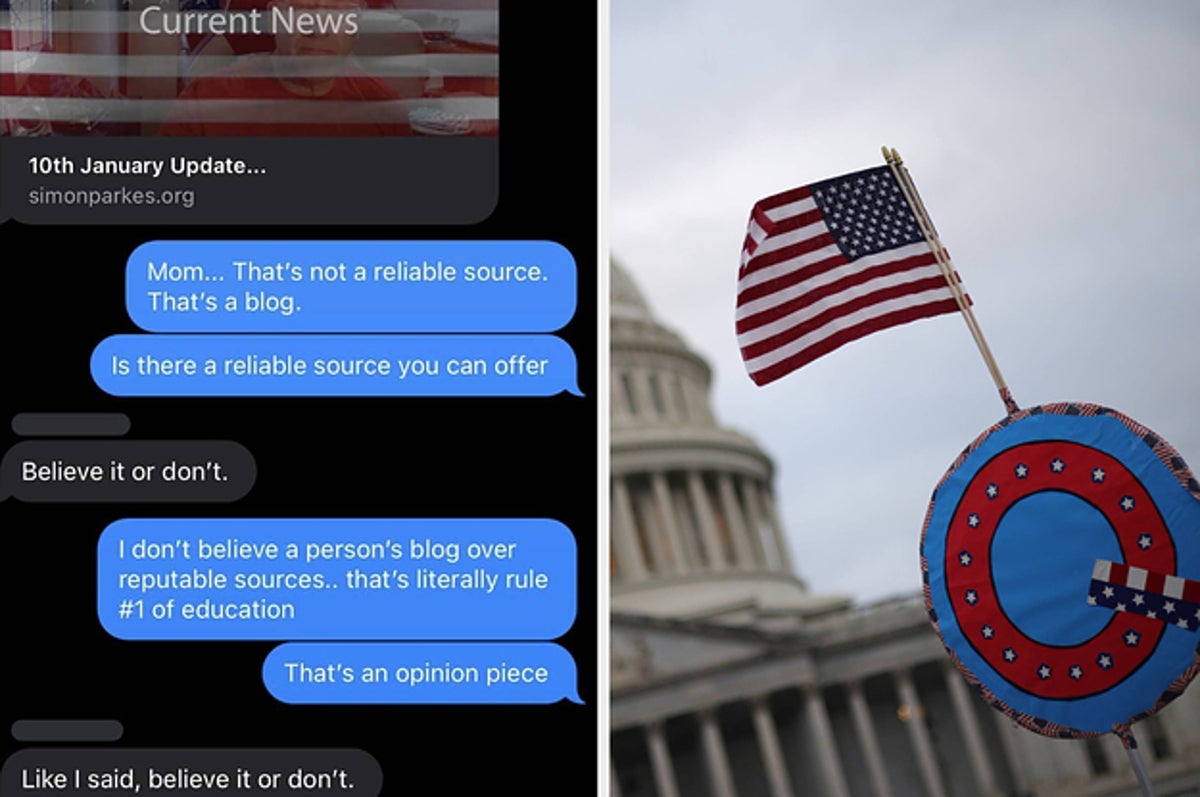 Current News
10th January Update...
simonparkes.org
Mom... That's not a reliable source.
That's a blog.
Is there a reliable source you can offer
Believe it or don't.
I don't believe a person's blog over
reputable sources.. that's literally rule
#1 of education
That's an opinion piece
Like I said, believe it or don't.
Q